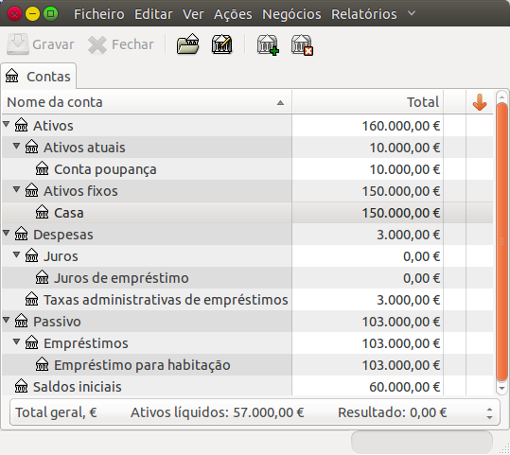 Ficheiro Editar Ver Ações Negócios Relatórios
Gravar Fechar
Contas
Nome da conta Total
Ativos 160.000,00 €
Ativos atuais 10.000,00 €
Conta poupança 10.000,00 €
Ativos fixos 150.000,00 €
Casa 150.000,00 €
Despesas 3.000,00 €
Juros 0,00 €
Juros de empréstimo 0,00 €
Taxas administrativas de empréstimos 3.000,00 €
Passivo 103.000,00 €
Empréstimos 103.000,00 €
Empréstimo para habitação 103.000,00 €
Saldos iniciais 60.000,00 €
Total geral, € Ativos líquidos: 57.000,00 € Resultado: 0,00 €